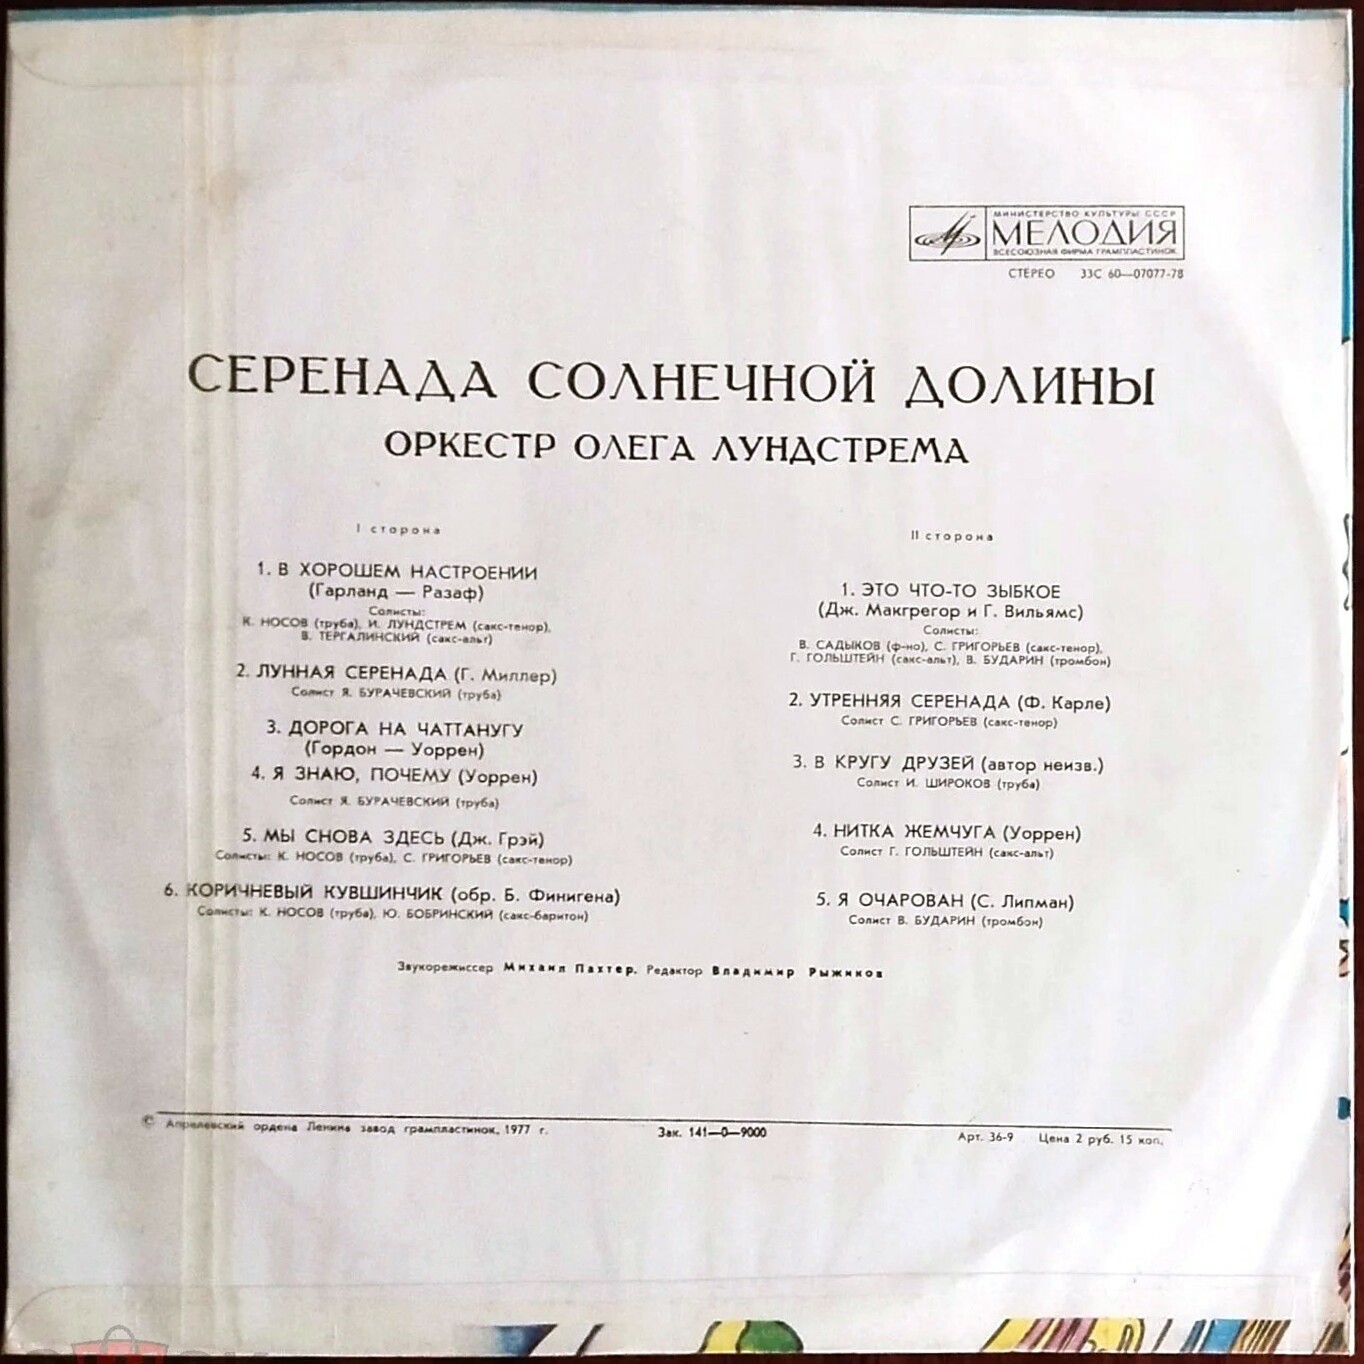 МИНИСТЕРСТВО КУЛЬТУРЫ СССР
МЕЛОДИЯ
ВСЕСОЮЗНАЯ ФИРМА ГРАМПЛАСТИНОК
СТЕРЕО 33С 60—07077-78
СЕРЕНАДА СОЛНЕЧНОЙ ДОЛИНЫ
ОРКЕСТР ОЛЕГА ЛУНДСТРЕМА
I сторона
1. В ХОРОШЕМ НАСТРОЕНИИ
(Гарланд — Разаф)
Солисты:
К. НОСОВ (труба), И. ЛУНДСТРЕМ (сакс-тенор),
В. ТЕРГАЛИНСКИЙ (сакс-альт)
2. ЛУННАЯ СЕРЕНАДА (Г. Миллер)
Солист Я. БУРАЧЕВСКИЙ (труба)
3. ДОРОГА НА ЧАТТАНУГУ
(Гордон — Уоррен)
4. Я ЗНАЮ, ПОЧЕМУ (Уоррен)
Солист Я. БУРАЧЕВСКИЙ (труба)
5. МЫ СНОВА ЗДЕСЬ (Дж. Грэй)
Солисты: К. НОСОВ (труба), С. ГРИГОРЬЕВ (сакс-тенор)
6. КОРИЧНЕВЫЙ КУВШИНЧИК (обр. Б. Финигена)
Солисты: К. НОСОВ (труба), Ю. БОБРИНСКИЙ (сакс-баритон)
II сторона
1. ЭТО ЧТО-ТО ЗЫБКОЕ
(Дж. Макгрегор и Г. Вильямс)
Солисты:
В. САДЫКОВ (ф-но), С. ГРИГОРЬЕВ (сакс-тенор),
Г. ГОЛЬШТЕЙН (сакс-альт), В. БУДАРИН (тромбон)
2. УТРЕННЯЯ СЕРЕНАДА (Ф. Карле)
Солист С. ГРИГОРЬЕВ (сакс-тенор)
3. В КРУГУ ДРУЗЕЙ (автор неизв.)
Солист И. ШИРОКОВ (труба)
4. НИТКА ЖЕМЧУГА (Уоррен)
Солист Г. ГОЛЬШТЕЙН (сакс-альт)
5. Я ОЧАРОВАН (С. Липман)
Солист В. БУДАРИН (тромбон)
Звукорежиссер Михаил Пахтер. Редактор Владимир Рыжиков
© Апрелевский ордена Ленина завод грампластинок, 1977 г. Зак. 141—0—9000 Арт. 36-9 Цена 2 руб. 15 коп.